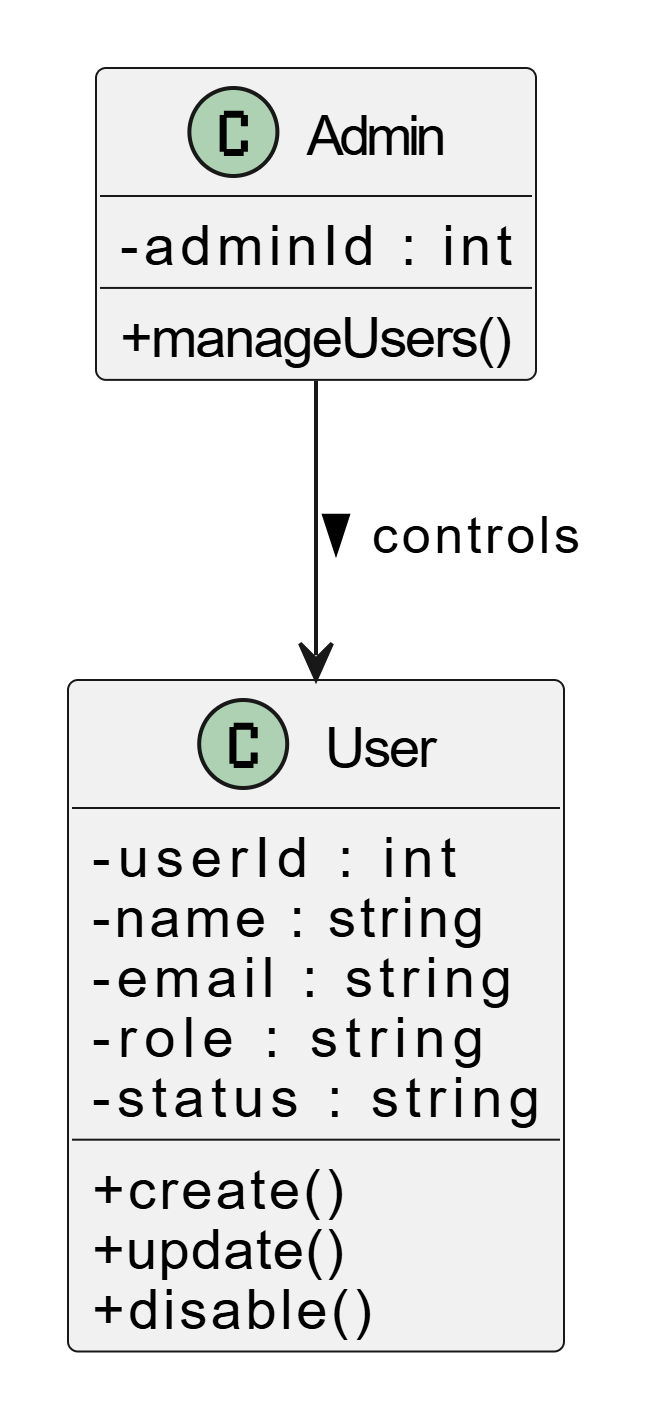 C Admin
-adminId : int
+manageUsers()
controls
C User
-userId : int
-name : string
-email : string
-role : string
-status : string
+create()
+update()
+disable()